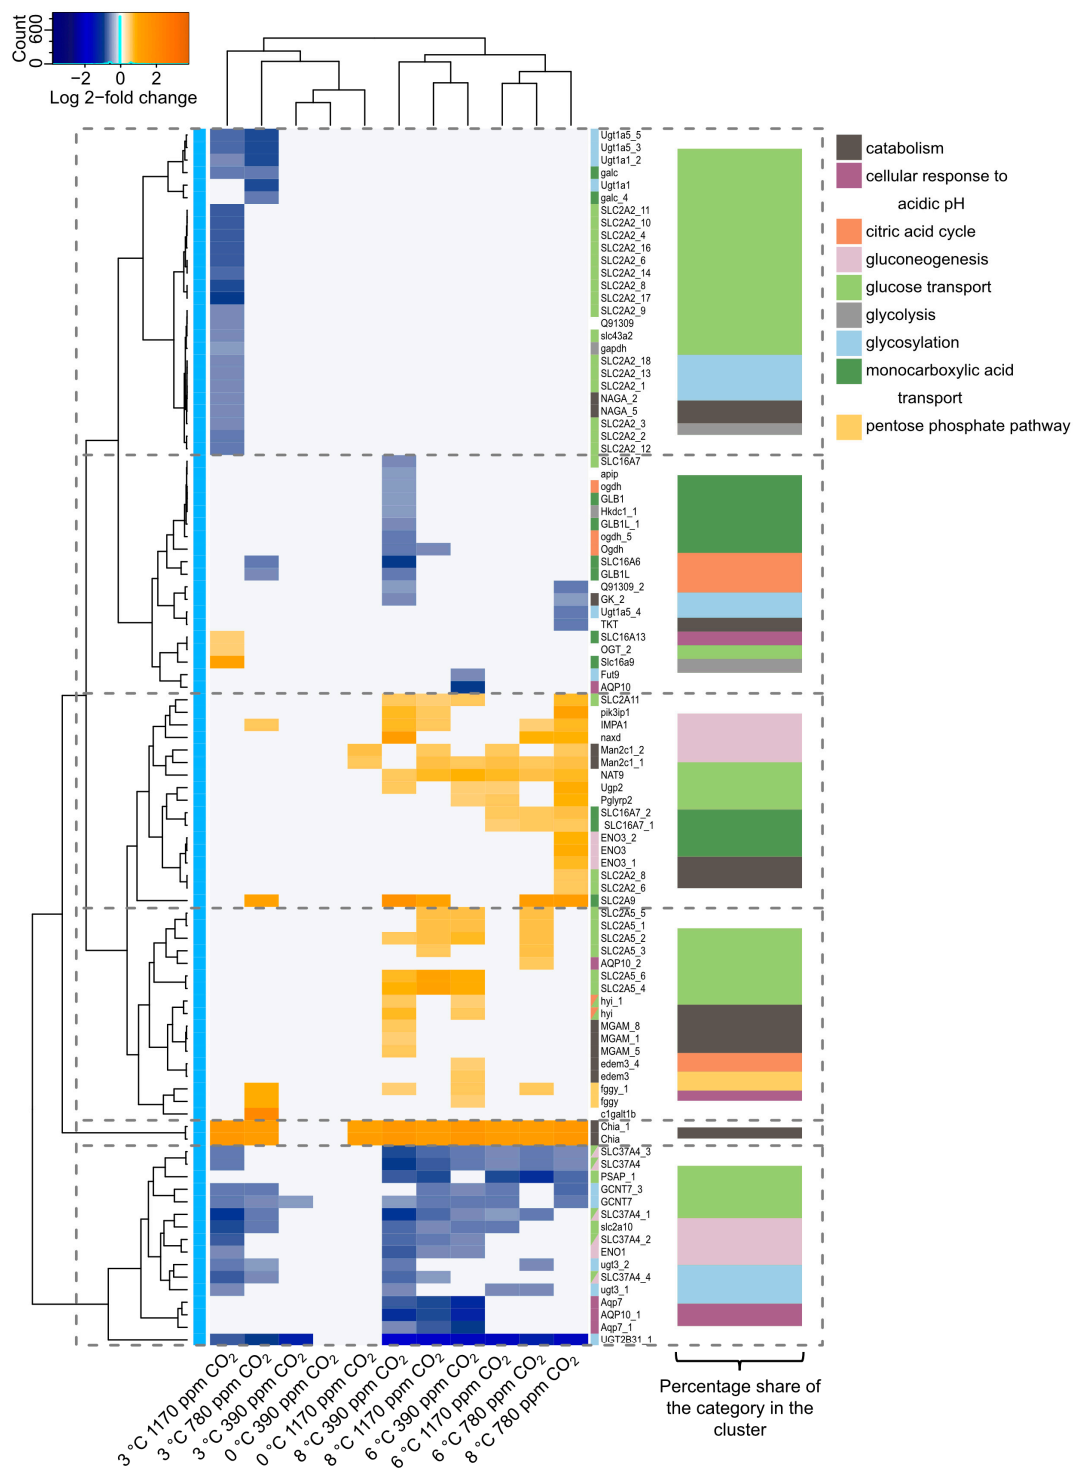 Count
0
600
−2 0 2
Log 2−fold change
Ugt1a5_5
Ugt1a5_3
Ugt1a1_2
galc
Ugt1a1
galc_4
SLC2A2_11
SLC2A2_10
SLC2A2_4
SLC2A2_16
SLC2A2_6
SLC2A2_14
SLC2A2_8
SLC2A2_17
SLC2A2_9
Q91309
slc43a2
gapdh
SLC2A2_18
SLC2A2_13
SLC2A2_1
NAGA_2
NAGA_5
SLC2A2_3
SLC2A2_2
SLC2A2_12
SLC16A7
apip
ogdh
GLB1
Hkdc1_1
GLB1L_1
ogdh_5
Ogdh
SLC16A6
GLB1L
Q91309_2
GK_2
Ugt1a5_4
TKT
SLC16A13
OGT_2
Slc16a9
Fut9
AQP10
SLC2A11
pik3ip1
IMPA1
naxd
Man2c1_2
Man2c1_1
NAT9
Ugp2
Pglyrp2
SLC16A7_2
SLC16A7_1
ENO3_2
ENO3
ENO3_1
SLC2A2_8
SLC2A2_6
SLC2A9
SLC2A5_5
SLC2A5_1
SLC2A5_2
SLC2A5_3
AQP10_2
SLC2A5_6
SLC2A5_4
hyi_1
hyi
MGAM_8
MGAM_1
MGAM_5
edem3_4
edem3
fggy_1
fggy
c1galt1b
Chia_1
Chia
SLC37A4_3
SLC37A4
PSAP_1
GCNT7_3
GCNT7
SLC37A4_1
slc2a10
SLC37A4_2
ENO1
ugt3_2
SLC37A4_4
ugt3_1
Aqp7
AQP10_1
Aqp7_1
UGT2B31_1
catabolism
cellular response to
acidic pH
citric acid cycle
gluconeogenesis
glucose transport
glycolysis
glycosylation
monocarboxylic acid
transport
pentose phosphate pathway
3 °C 1170 ppm CO2
3 °C 780 ppm CO2
3 °C 390 ppm CO2
0 °C 390 ppm CO2
0 °C 1170 ppm CO2
8 °C 390 ppm CO2
8 °C 1170 ppm CO2
6 °C 390 ppm CO2
6 °C 1170 ppm CO2
6 °C 780 ppm CO2
8 °C 780 ppm CO2
Percentage share of
the category in the
cluster